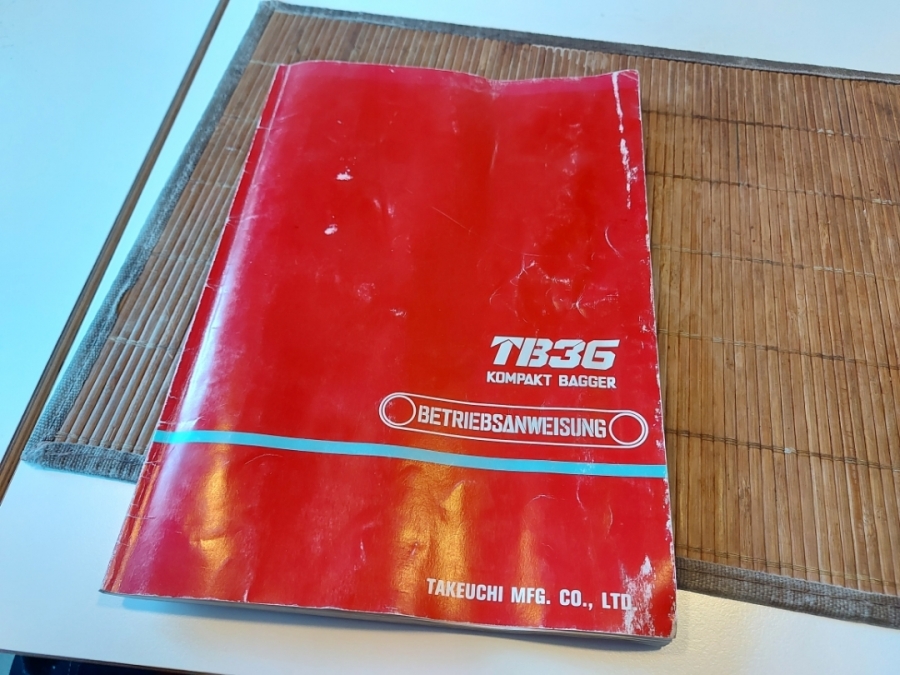 TB36
KOMPAKT BAGGER
BETRIEBSANWEISUNG
TAKEUCHI MFG. CO., LTD.